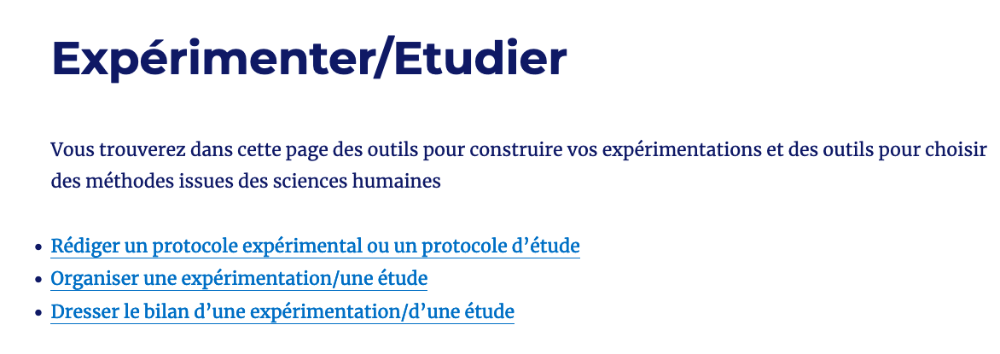 Expérimenter/Etudier
Vous trouverez dans cette page des outils pour construire vos expérimentations et des outils pour choisir
des méthodes issues des sciences humaines
• Rédiger un protocole expérimental ou un protocole d’étude
• Organiser une expérimentation/une étude
• Dresser le bilan d’une expérimentation/d’une étude